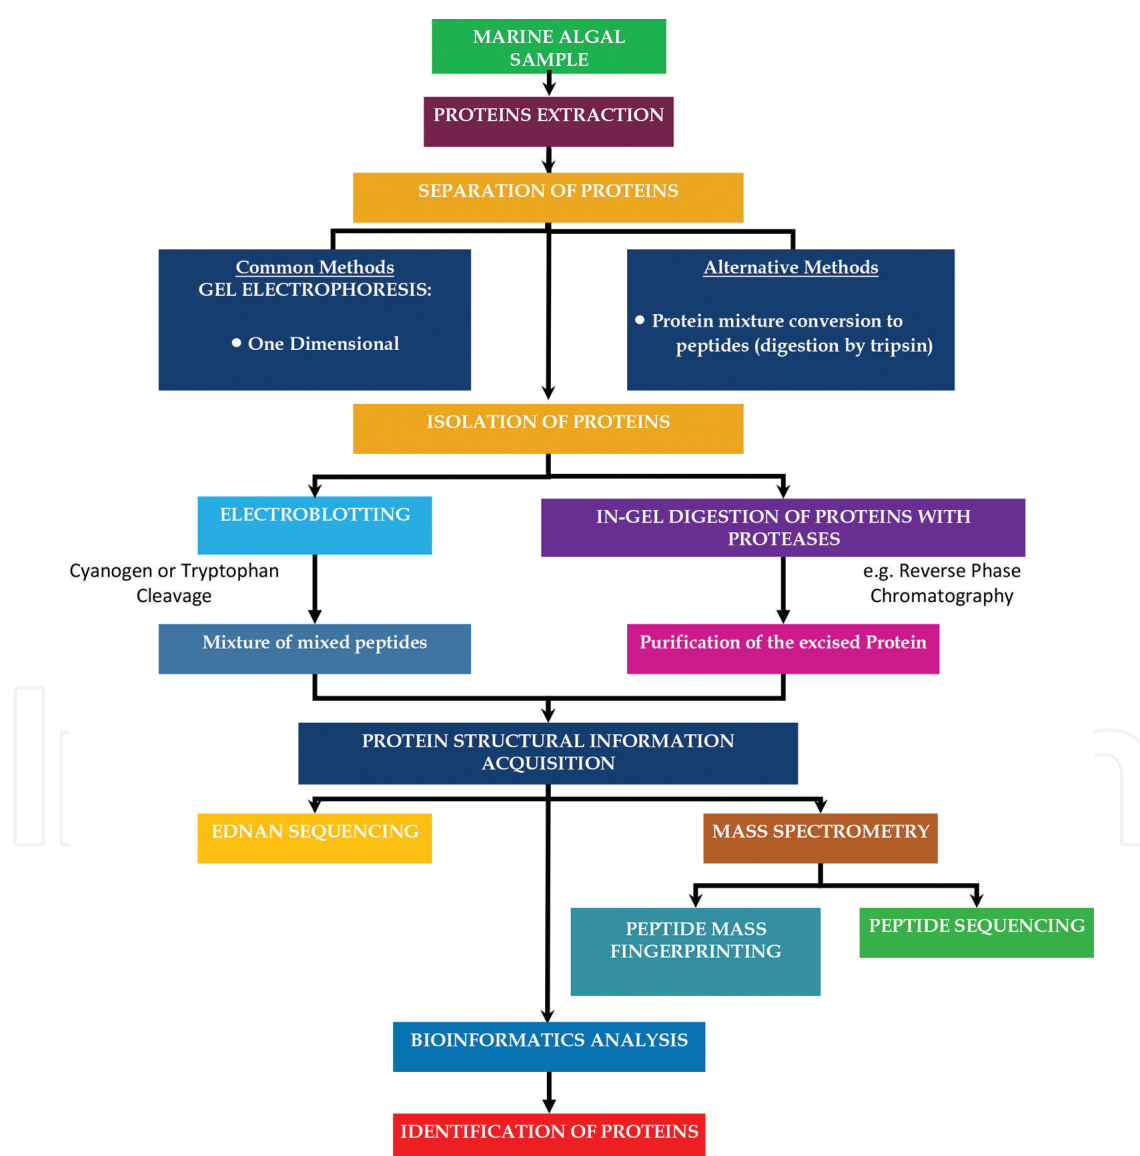 MARINE ALGAL
SAMPLE
PROTEINS EXTRACTION
SEPARATION OF PROTEINS
Common Methods
GEL ELECTROPHORESIS:
• One Dimensional
Alternative Methods
• Protein mixture conversion to
peptides (digestion by tripsin)
ISOLATION OF PROTEINS
ELECTROBLOTTING
IN-GEL DIGESTION OF PROTEINS WITH
PROTEASES
Cyanogen or Tryptophan
Cleavage
e.g. Reverse Phase
Chromatography
Mixture of mixed peptides
Purification of the excised Protein
PROTEIN STRUCTURAL INFORMATION
ACQUISITION
EDNAN SEQUENCING
MASS SPECTROMETRY
PEPTIDE MASS
FINGERPRINTING
PEPTIDE SEQUENCING
BIOINFORMATICS ANALYSIS
IDENTIFICATION OF PROTEINS